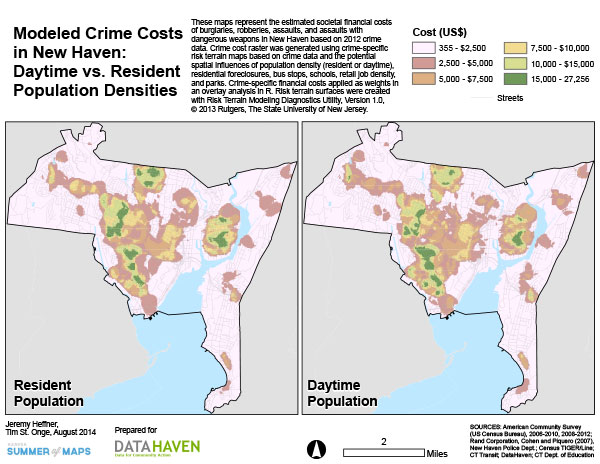 Modeled Crime Costs
in New Haven:
Daytime vs. Resident
Population Densities
These maps represent the estimated societal financial costs
of burglaries, robberies, assaults, and assaults with
dangerous weapons in New Haven based on 2012 crime
data. Crime cost raster was generated using crime-specific
risk terrain maps based on crime data and the potential
spatial influences of population density (resident or daytime),
residential foreclosures, bus stops, schools, retail job density,
and parks. Crime-specific financial costs applied as weights in
an overlay analysis in R. Risk terrain surfaces were created
with Risk Terrain Modeling Diagnostics Utility, Version 1.0,
© 2013 Rutgers, The State University of New Jersey.
Cost (US$)
355 - $2,500
2,500 - $5,000
5,000 - $7,500
7,500 - $10,000
10,000 - $15,000
15,000 - 27,256
Streets
Resident
Population
Daytime
Population
Jeremy Heffner,
Tim St. Onge, August 2014
SUMMER of MAPS
Prepared for
DATAHAVEN
Data for Community Action
2
Miles
SOURCES: American Community Survey
(US Census Bureau), 2006-2010, 2008-2012;
Rand Corporation, Cohen and Piquero (2007),
New Haven Police Dept.; Census TIGER/Line;
CT Transit; DataHaven; CT Dept. of Education